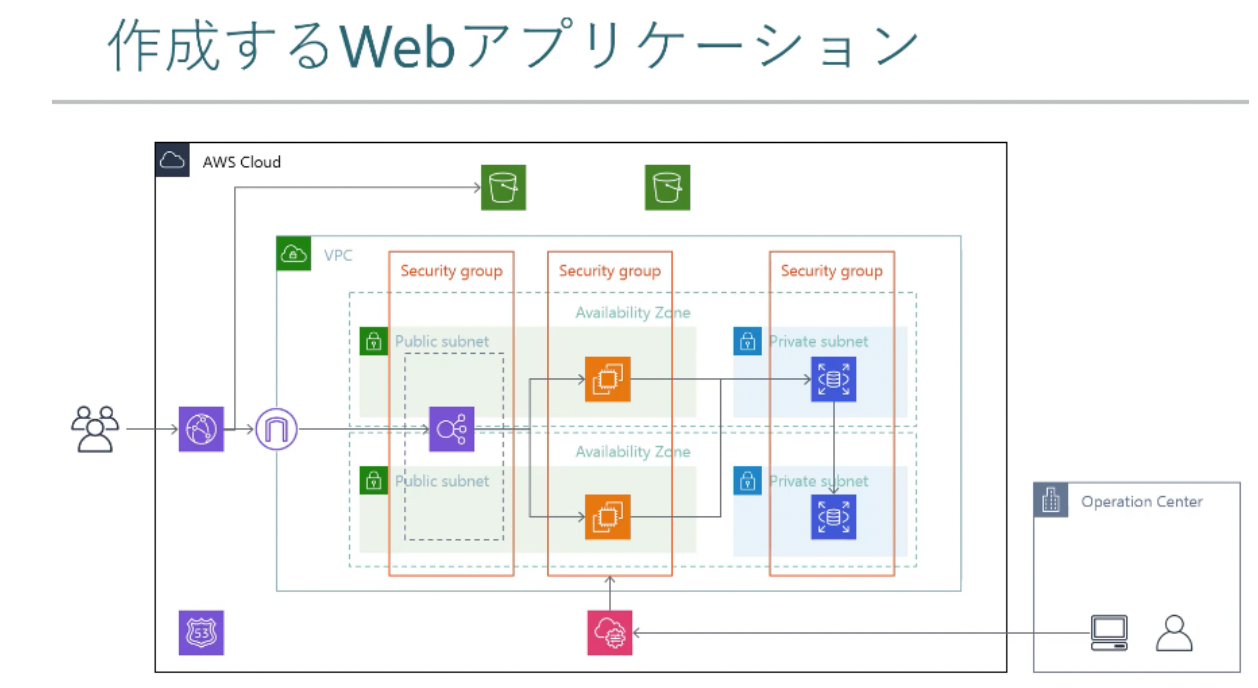 作成するWebアプリケーション
AWS Cloud
VPC
Security group
Security group
Security group
Availability Zone
Public subnet
Private subnet
Availability Zone
Public subnet
Private subnet
Operation Center
53